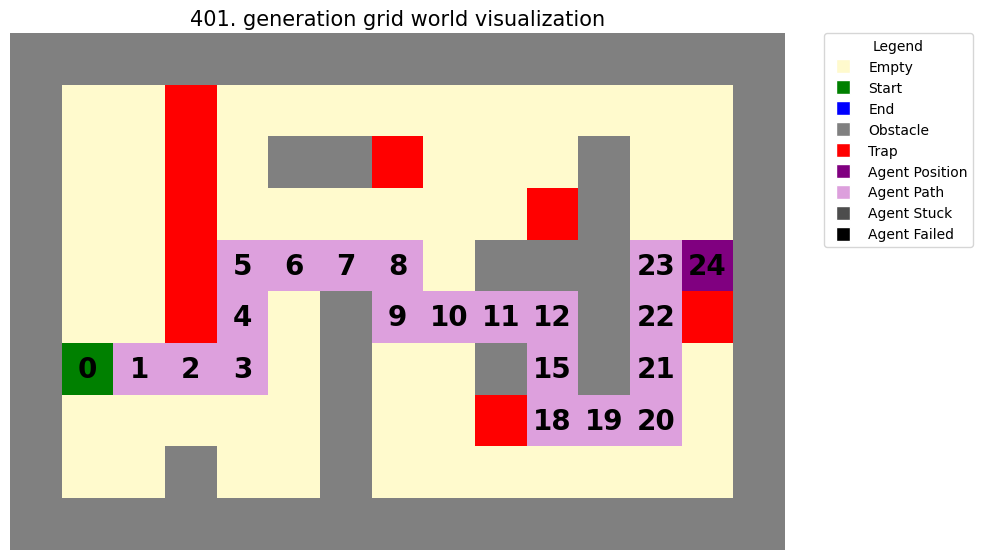 401. generation grid world visualization
Legend
Empty
Start
End
Obstacle
Trap
Agent Position
Agent Path
Agent Stuck
Agent Failed
5 6 7 8 23 24
4 9 10 11 12 22
0 1 2 3 15 21
18 19 20